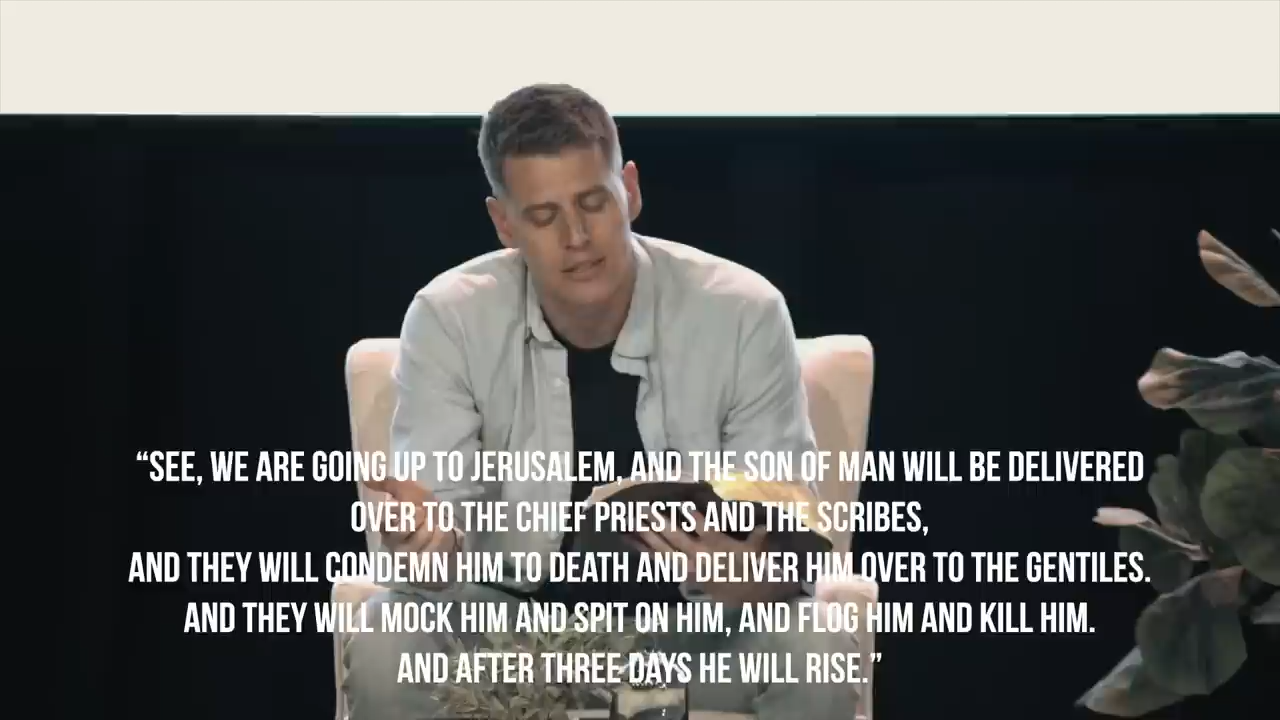 “SEE, WE ARE GOING UP TO JERUSALEM, AND THE SON OF MAN WILL BE DELIVERED
OVER TO THE CHIEF PRIESTS AND THE SCRIBES,
AND THEY WILL CONDEMN HIM TO DEATH AND DELIVER HIM OVER TO THE GENTILES.
AND THEY WILL MOCK HIM AND SPIT ON HIM, AND FLOG HIM AND KILL HIM.
AND AFTER THREE DAYS HE WILL RISE.”